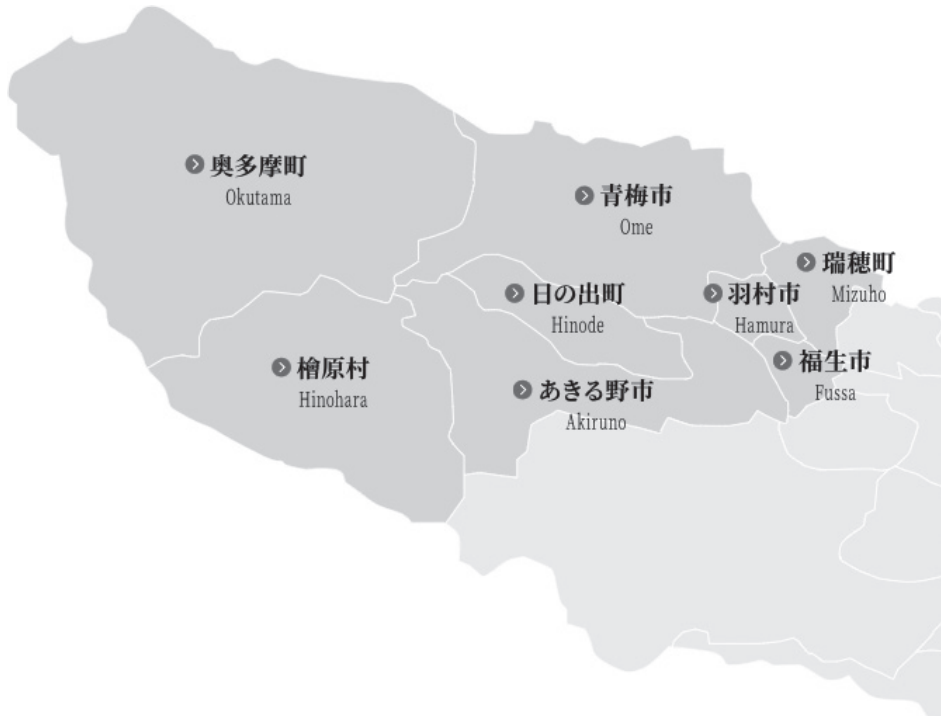 奥多摩町
Okutama
青梅市
Ome
瑞穂町
Mizuho
日の出町
Hinode
羽村市
Hamura
檜原村
Hinohara
福生市
Fussa
あきる野市
Akiruno